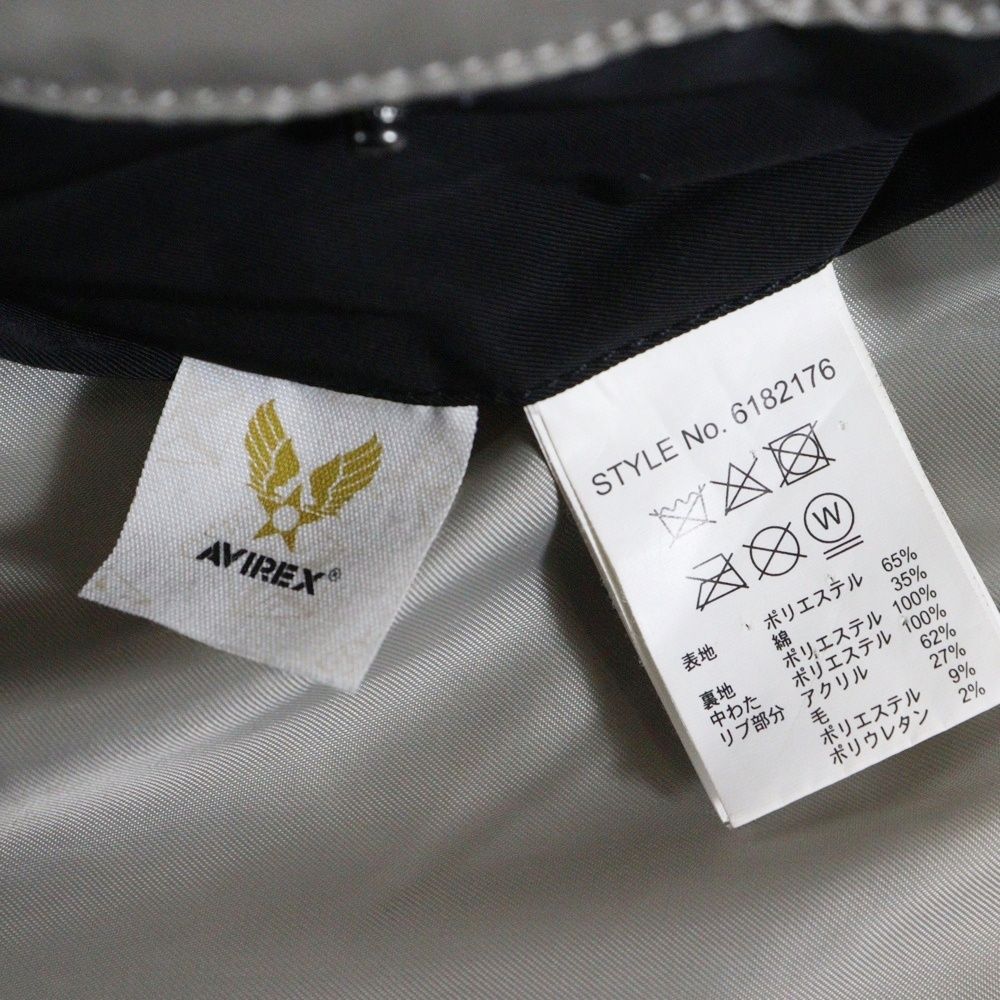 AVIREX®
STYLE No. 6182176
W
表地 ポリエステル 65%
綿 35%
裏地 ポリエステル 100%
中わた ポリエステル 100%
リブ部分 アクリル 62%
毛 27%
ポリエステル 9%
ポリウレタン 2%